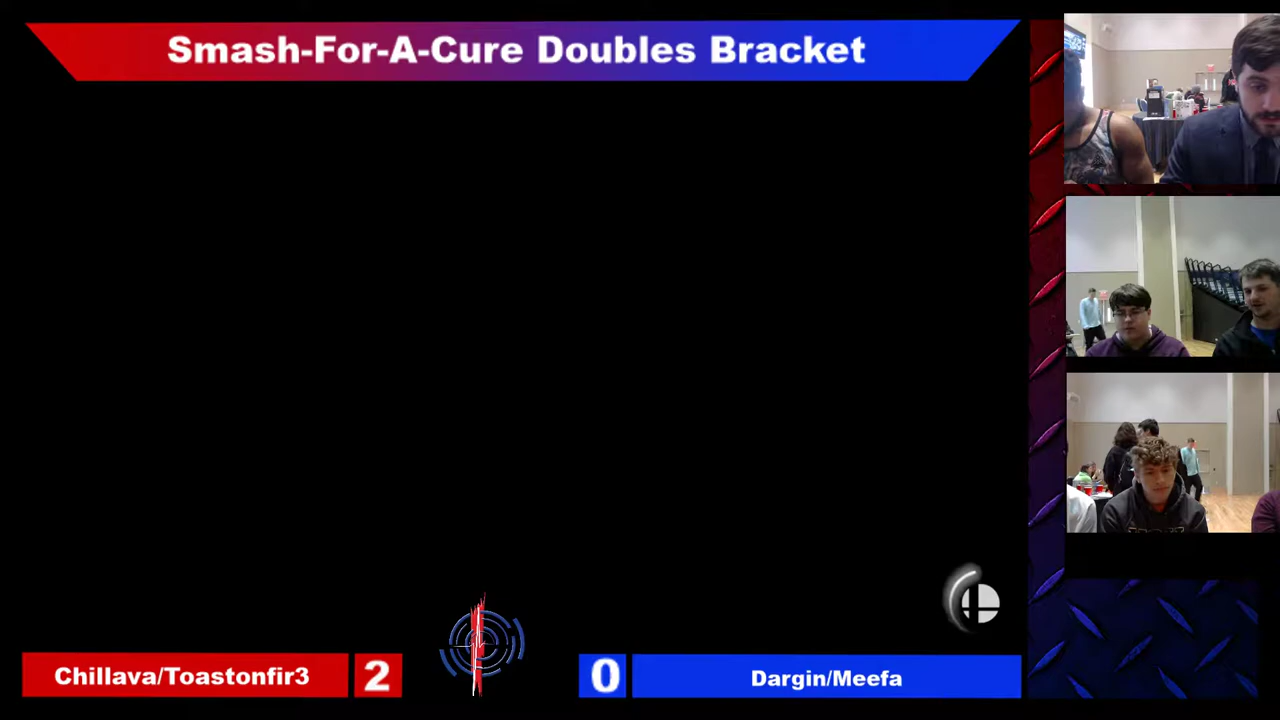 Smash-For-A-Cure Doubles Bracket
Chillava/Toastonfir3
2
0
Dargin/Meefa